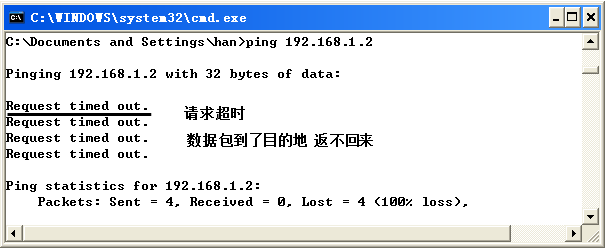 C:\WINDOWS\system32\cmd.exe
C:\Documents and Settings\han>ping 192.168.1.2
Pinging 192.168.1.2 with 32 bytes of data:
Request timed out. 请求超时
Request timed out.
Request timed out. 数据包到了目的地 返不回来
Request timed out.
Ping statistics for 192.168.1.2:
Packets: Sent = 4, Received = 0, Lost = 4 (100% loss),